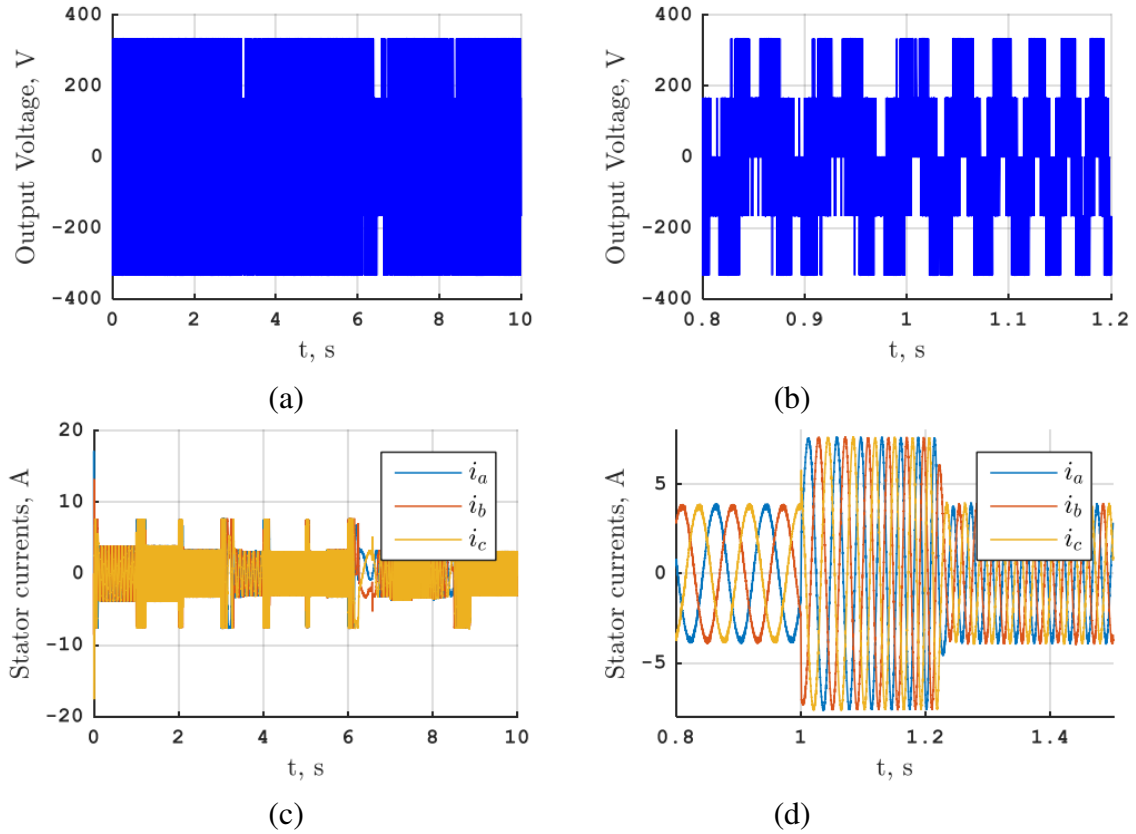 400
200
0
-200
-400
Output Voltage, V
0 2 4 6 8 10
t, s
(a)
400
200
0
-200
-400
Output Voltage, V
0.8 0.9 1 1.1 1.2
t, s
(b)
20
10
0
-10
-20
Stator currents, A
i_a
i_b
i_c
0 2 4 6 8 10
t, s
(c)
5
0
-5
Stator currents, A
i_a
i_b
i_c
0.8 1 1.2 1.4
t, s
(d)